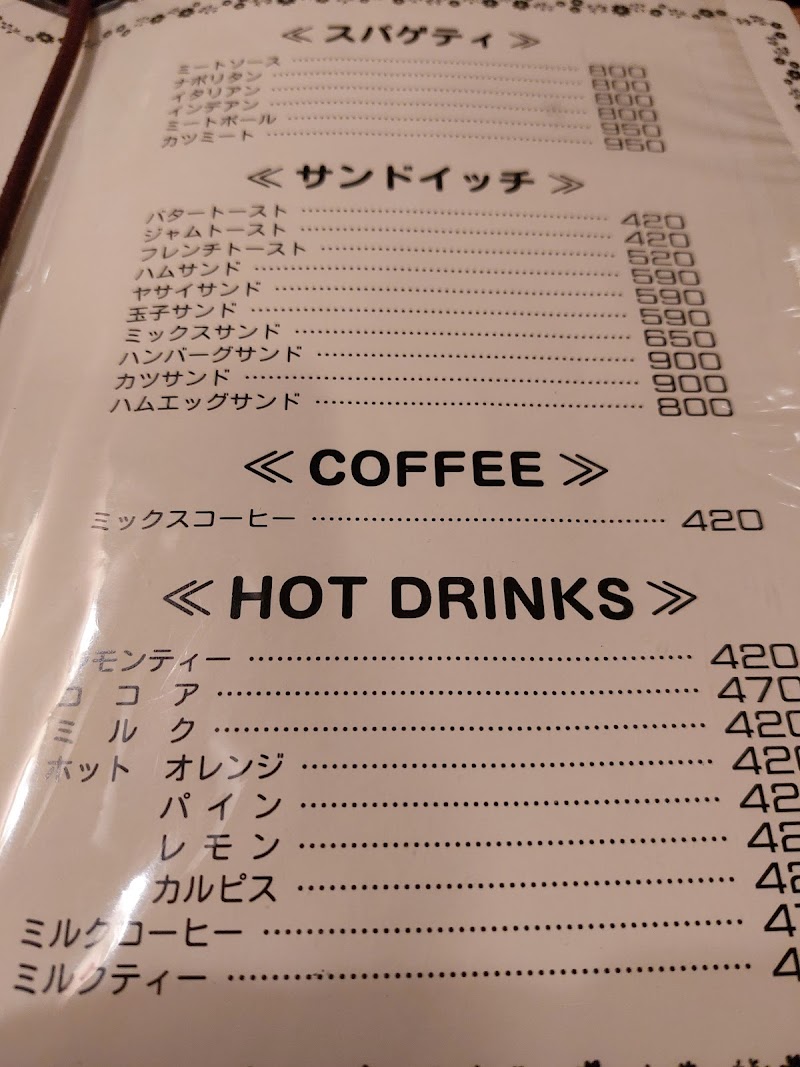 ≪ スパゲティ ≫
ミートソース 800
ナポリタン 800
イタリアン 800
インデアン 800
ミートボール 950
カツミート 950
≪ サンドイッチ ≫
バタートースト 420
ジャムトースト 420
フレンチトースト 520
ハムサンド 590
ヤサイサンド 590
玉子サンド 590
ミックスサンド 650
ハンバーグサンド 900
カツサンド 900
ハムエッグサンド 800
≪ COFFEE ≫
ミックスコーヒー 420
≪ HOT DRINKS ≫
レモンティー 420
コ コ ア 470
ミ ル ク 420
ホット オレンジ 420
パ イ ン 42
レ モ ン 42
カルピス 42
ミルクコーヒー 47
ミルクティー 4